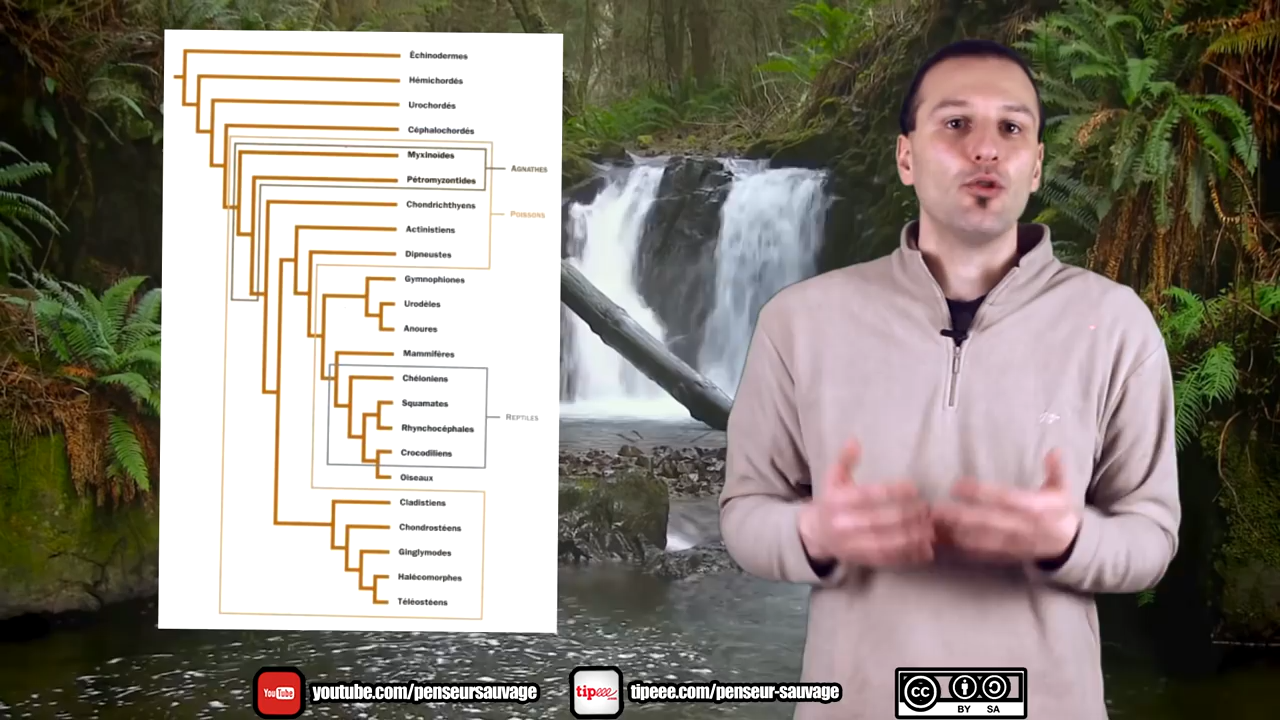 Échinodermes
Hémichordés
Urochordés
Céphalochordés
Myxinoïdes
AGNATHES
Pétromyzontides
Chondrichthyens
POISSONS
Actinistiens
Dipneustes
Gymnophiones
Urodèles
Anoures
Mammifères
Chéloniens
Squamates
REPTILES
Rhynchocéphales
Crocodiliens
Oiseaux
Cladistiens
Chondrostéens
Ginglymodes
Halécomorphes
Téléostéens
YouTube youtube.com/penseursauvage
tipeee tipeee.com/penseur-sauvage
cc
BY SA